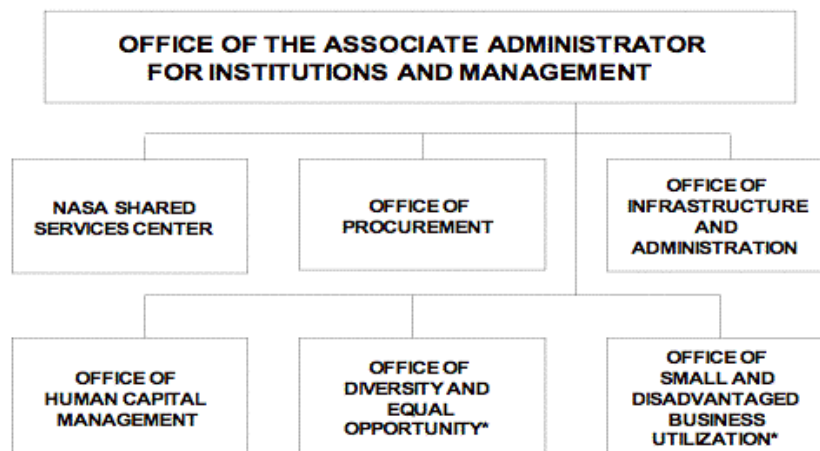 OFFICE OF THE ASSOCIATE ADMINISTRATOR
FOR INSTITUTIONS AND MANAGEMENT
NASA SHARED
SERVICES CENTER
OFFICE OF
PROCUREMENT
OFFICE OF
INFRASTRUCTURE
AND
ADMINISTRATION
OFFICE OF
HUMAN CAPITAL
MANAGEMENT
OFFICE OF
DIVERSITY AND
EQUAL
OPPORTUNITY*
OFFICE OF
SMALL AND
DISADVANTAGED
BUSINESS
UTILIZATION*